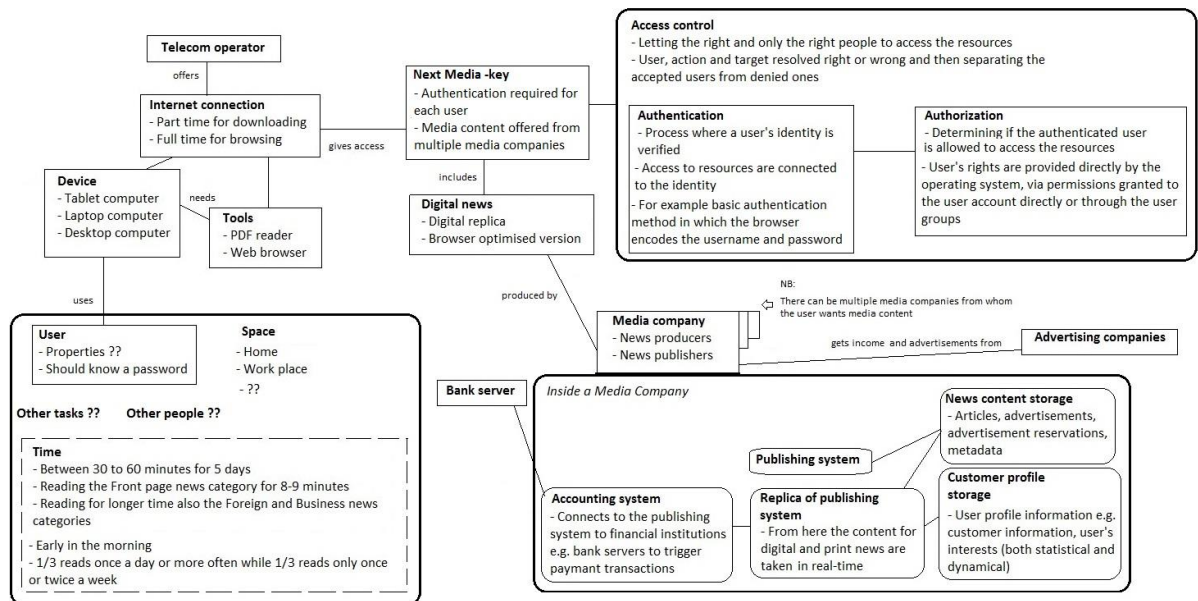 Telecom operator
offers
Internet connection
- Part time for downloading
- Full time for browsing
gives access
Next Media -key
- Authentication required for
each user
- Media content offered from
multiple media companies
Access control
- Letting the right and only the right people to access the resources
- User, action and target resolved right or wrong and then separating the
accepted users from denied ones
Authentication
- Process where a user's identity is
verified
- Access to resources are connected
to the identity
- For example basic authentication
method in which the browser
encodes the username and password
Authorization
- Determining if the authenticated user
is allowed to access the resources
- User's rights are provided directly by the
operating system, via permissions granted to
the user account directly or through the user
groups
Device
- Tablet computer
- Laptop computer
- Desktop computer
needs
Tools
- PDF reader
- Web browser
includes
Digital news
- Digital replica
- Browser optimised version
uses
produced by
NB:
There can be multiple media companies from whom
the user wants media content
User
- Properties ??
- Should know a password
Space
- Home
- Work place
- ??
Other tasks ??
Other people ??
Time
- Between 30 to 60 minutes for 5 days
- Reading the Front page news category for 8-9 minutes
- Reading for longer time also the Foreign and Business news
categories
- Early in the morning
- 1/3 reads once a day or more often while 1/3 reads only once
or twice a week
Media company
- News producers
- News publishers
gets income and advertisements from
Advertising companies
Bank server
Inside a Media Company
News content storage
- Articles, advertisements,
advertisement reservations,
metadata
Publishing system
Accounting system
- Connects to the publishing
system to financial institutions
e.g. bank servers to trigger
paymant transactions
Replica of publishing
system
- From here the content for
digital and print news are
taken in real-time
Customer profile
storage
- User profile information e.g.
customer information, user's
interests (both statistical and
dynamical)